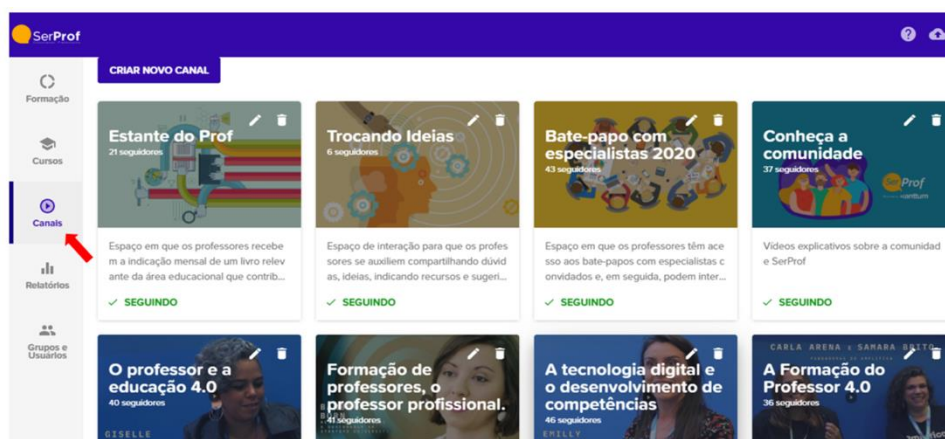 SerProf
CRIAR NOVO CANAL
Formação
Cursos
Canais
Relatórios
Grupos e
Usuários
Estante do Prof
21 seguidores
Espaço em que os professores recebe
m a indicação mensal de um livro relev
ante da área educacional que contrib...
SEGUINDO
Trocando Ideias
6 seguidores
Espaço de interação para que os profes
sores se auxiliem compartilhando dúvid
as, ideias, indicando recursos e sugeri...
SEGUINDO
Bate-papo com
especialistas 2020
43 seguidores
Espaço em que os professores têm ace
sso aos bate-papos com especialistas c
onvidados e, em seguida, podem inter...
SEGUINDO
Conheça a
comunidade
37 seguidores
SerProf
Vídeos explicativos sobre a comunidad
e SerProf
SEGUINDO
O professor e a
educação 4.0
40 seguidores
GISELLE
Formação de
professores, o
professor profissional.
41 seguidores
A tecnologia digital e
o desenvolvimento de
competências
46 seguidores
EMILLY
CARLA ARENA E SAMARA BRITO
A Formação do
Professor 4.0
36 seguidores